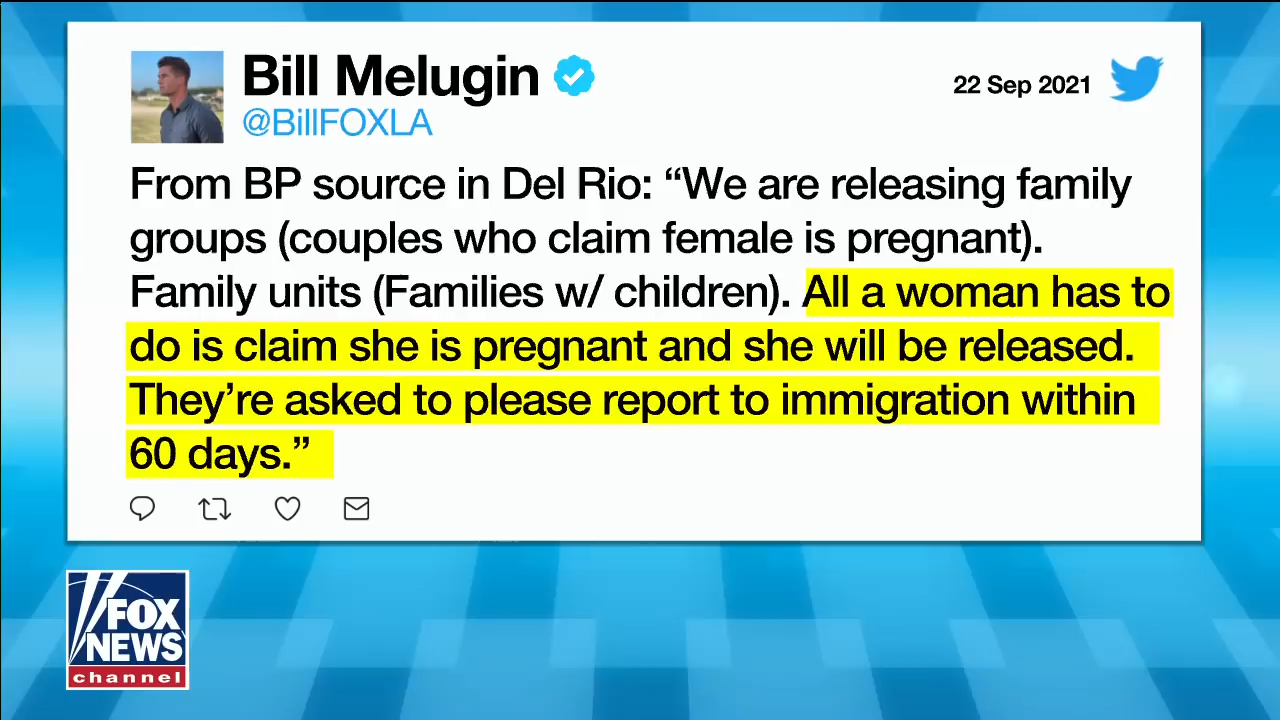 Bill Melugin
22 Sep 2021
@BillFOXLA
From BP source in Del Rio: “We are releasing family
groups (couples who claim female is pregnant).
Family units (Families w/ children). All a woman has to
do is claim she is pregnant and she will be released.
They’re asked to please report to immigration within
60 days.”
FOX
NEWS
channel